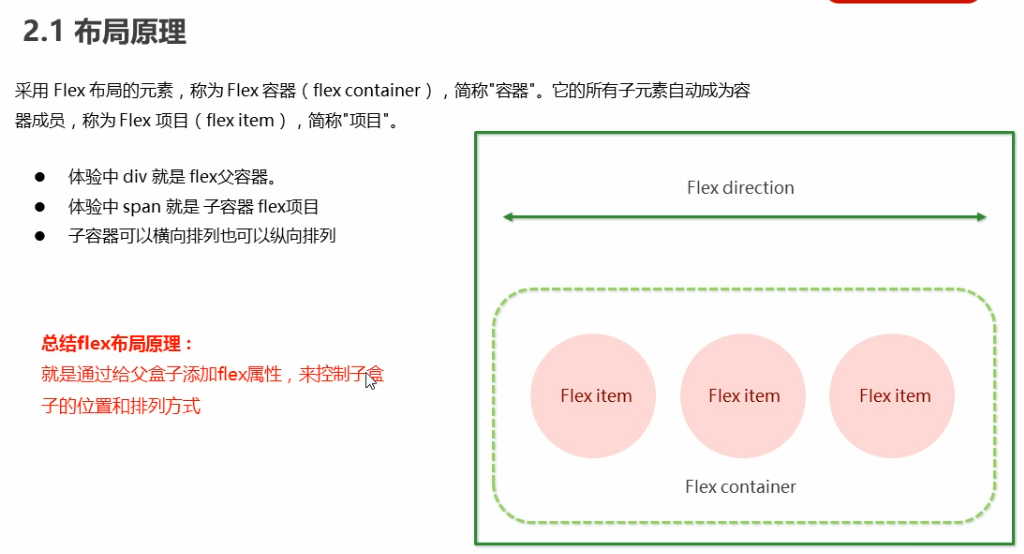 2.1 布局原理
采用 Flex 布局的元素，称为 Flex 容器（flex container），简称"容器"。它的所有子元素自动成为容
器成员，称为 Flex 项目（flex item），简称"项目"。
● 体验中 div 就是 flex父容器。
● 体验中 span 就是 子容器 flex项目
● 子容器可以横向排列也可以纵向排列
总结flex布局原理：
就是通过给父盒子添加flex属性，来控制子盒
子的位置和排列方式
Flex direction
Flex item Flex item Flex item
Flex container